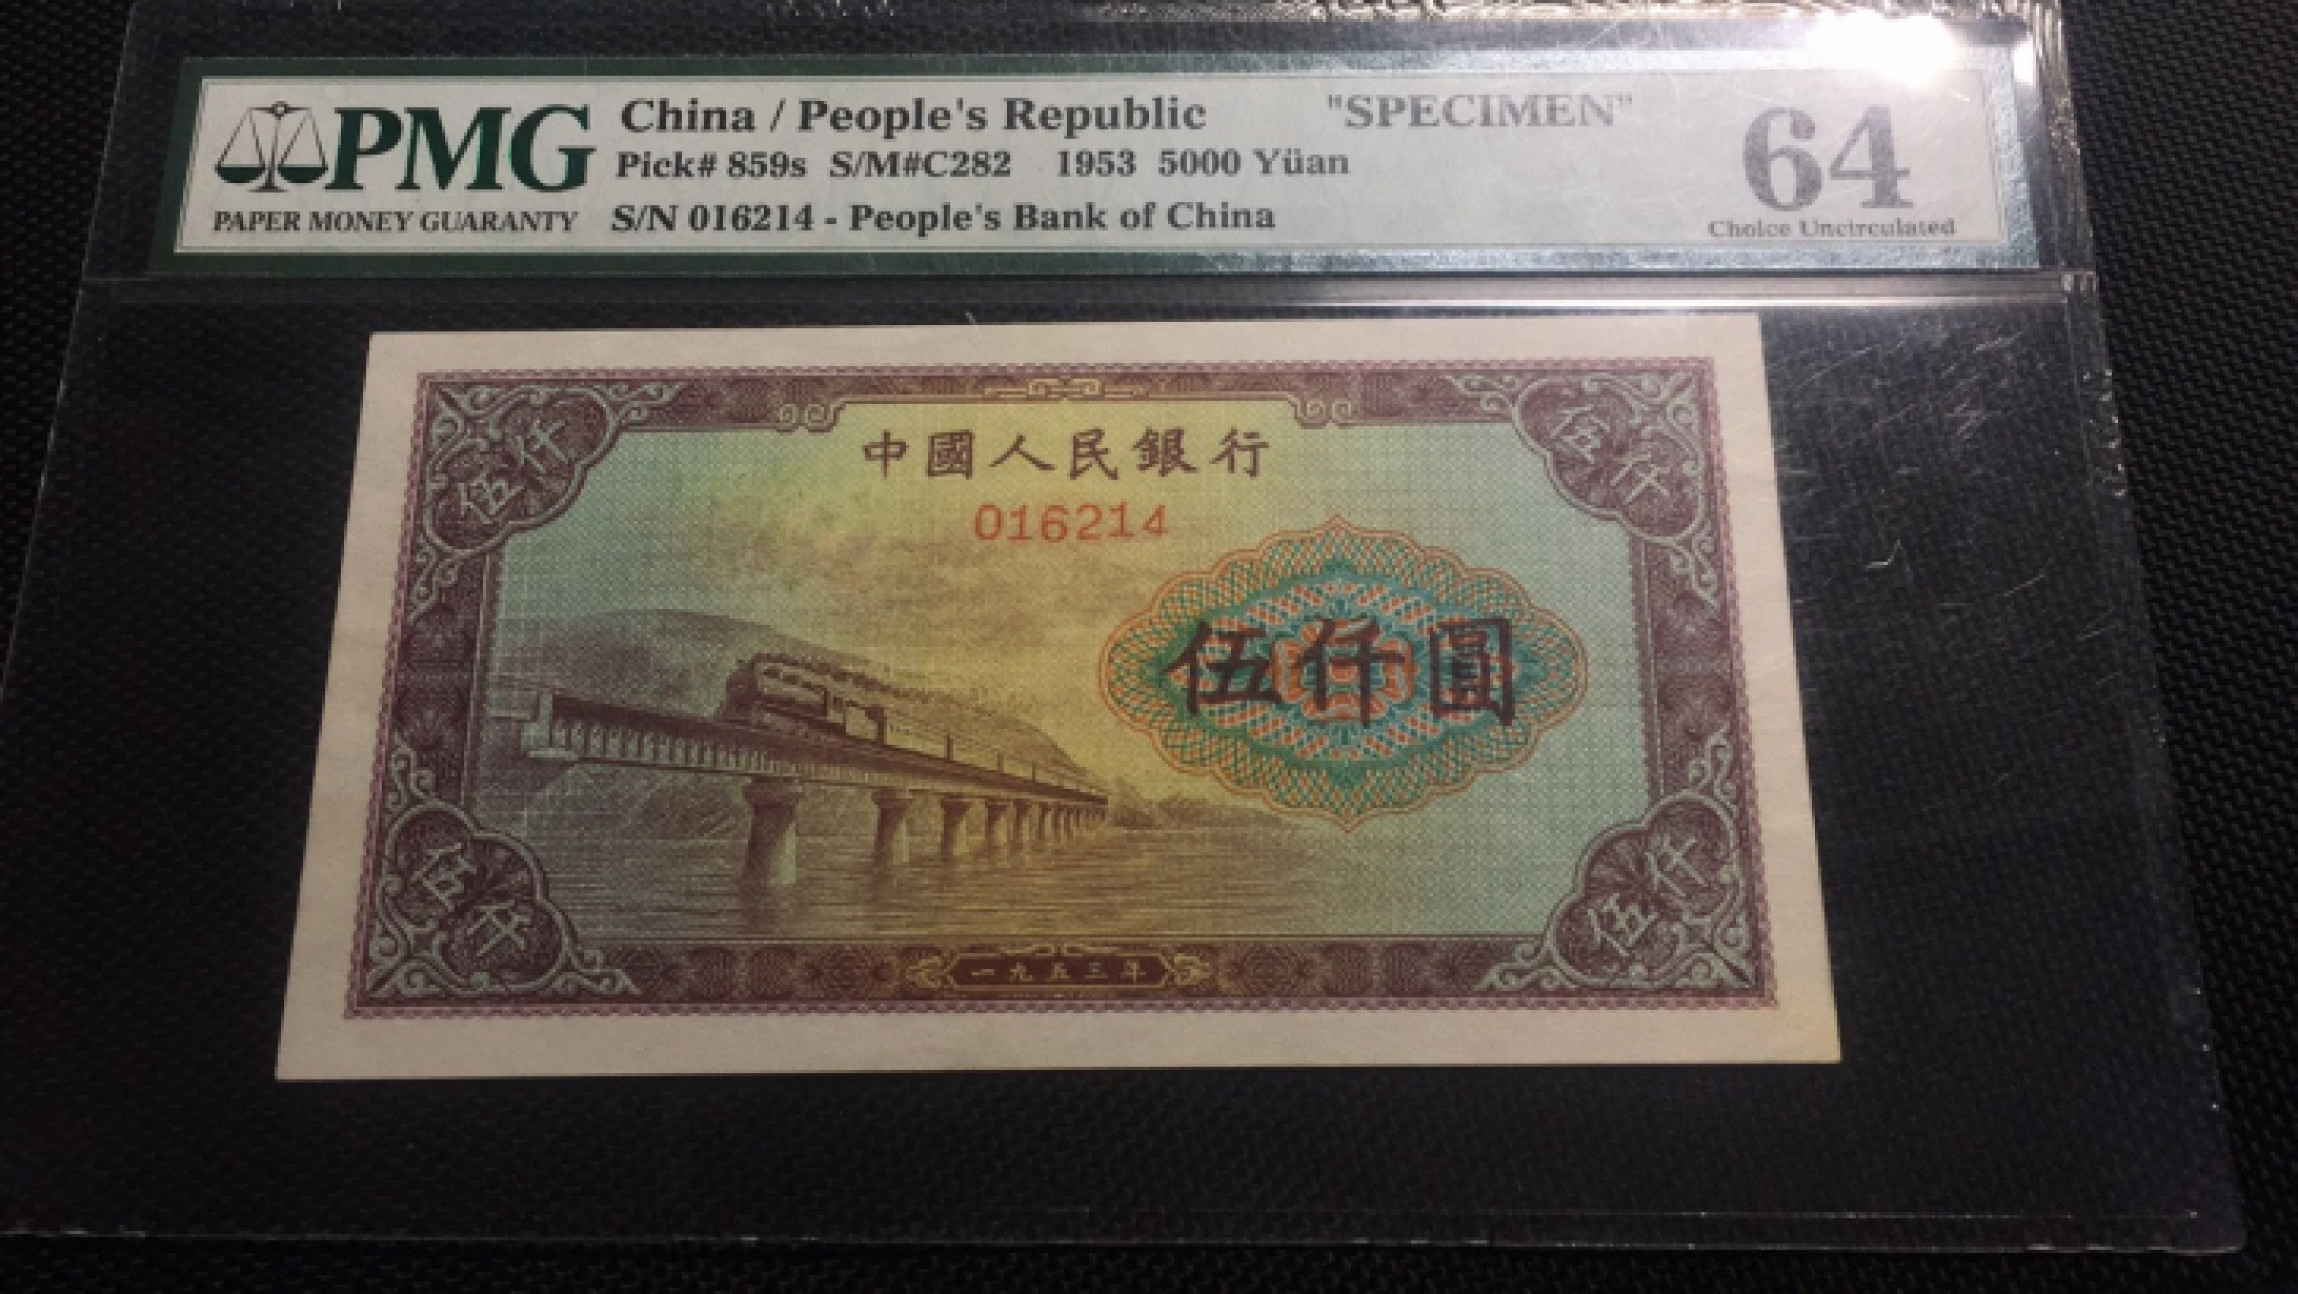 PMG
PAPER MONEY GUARANTY
China / People's Republic "SPECIMEN"
Pick# 859s S/M#C282 1953 5000 Yüan
S/N 016214 - People's Bank of China
64
Choice Uncirculated
伍仟
伍仟
中國人民銀行
016214
伍仟圓
伍仟
伍仟
一九五三年